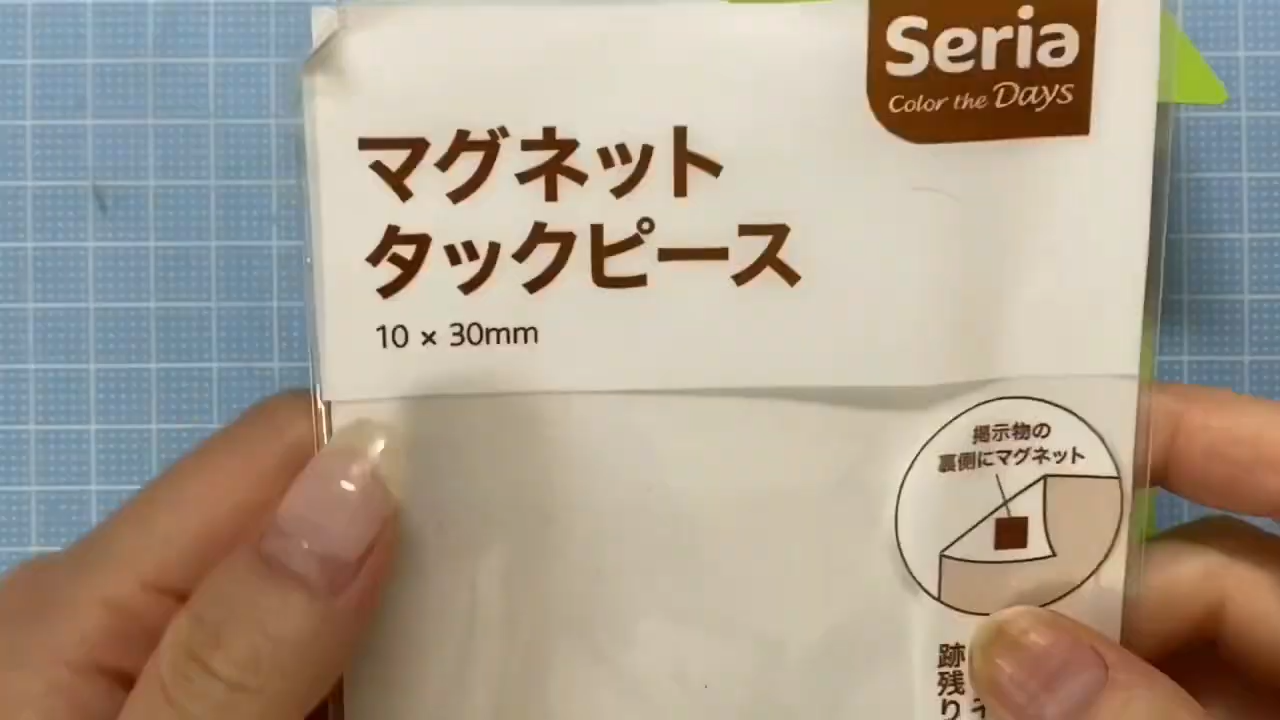 Seria
Color the Days
マグネット
タックピース
10 × 30mm
掲示物の
裏側にマグネット
跡残り